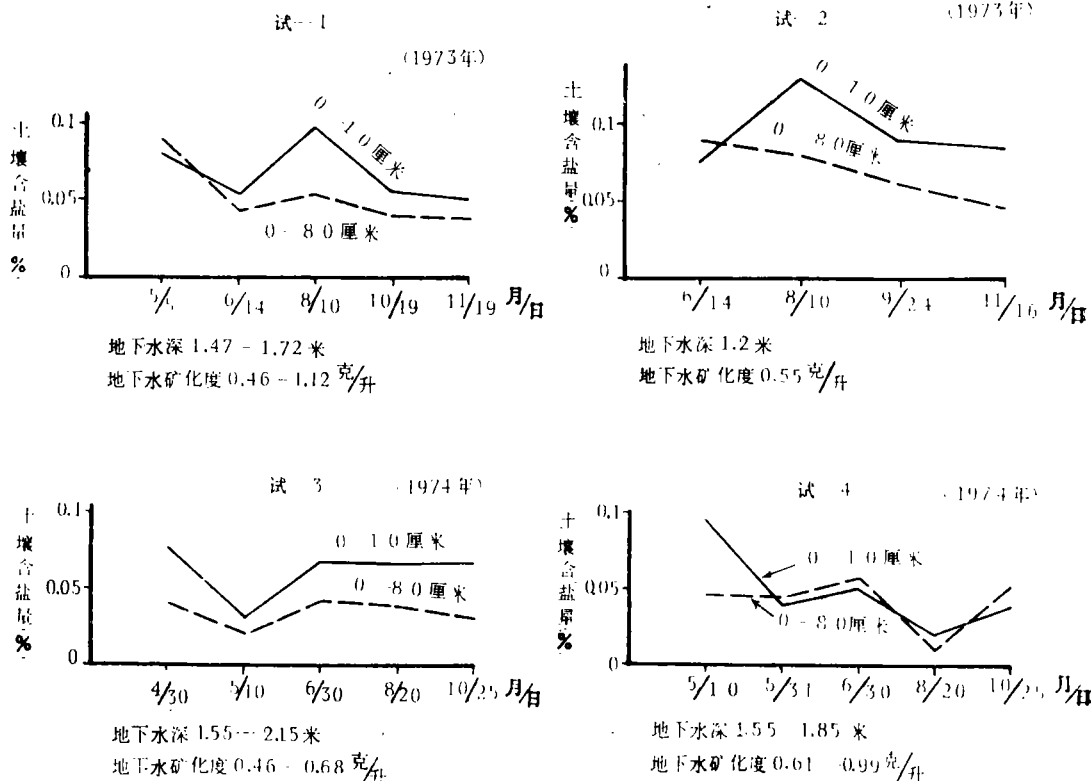 试—1
(1973年)
土壤含盐量%
0.1
0.05
0
0-10厘米
0-80厘米
6/14
8/10
10/19
11/19
月/日
地下水深1.47-1.72米
地下水矿化度0.46-1.12克/升
试 2
(1973年)
土壤含盐量%
0.1
0.05
0
0 10厘米
0 80厘米
6/14
8/10
9/24
11/16
月/日
地下水深1.2米
地下水矿化度0.55克/升
试 3
(1974年)
土壤含盐量%
0.1
0.05
0
0 10厘米
0-80厘米
4/30
5/10
6/30
8/20
10/25
月/日
地下水深1.55--2.15米
地下水矿化度0.46-0.68克/升
试 4
(1974年)
土壤含盐量%
0.1
0.05
0
0 10厘米
0-80厘米
5/10
5/31
6/30
8/20
10/25
月/日
地下水深1.55 1.85米
地下水矿化度0.61 0.99克/升